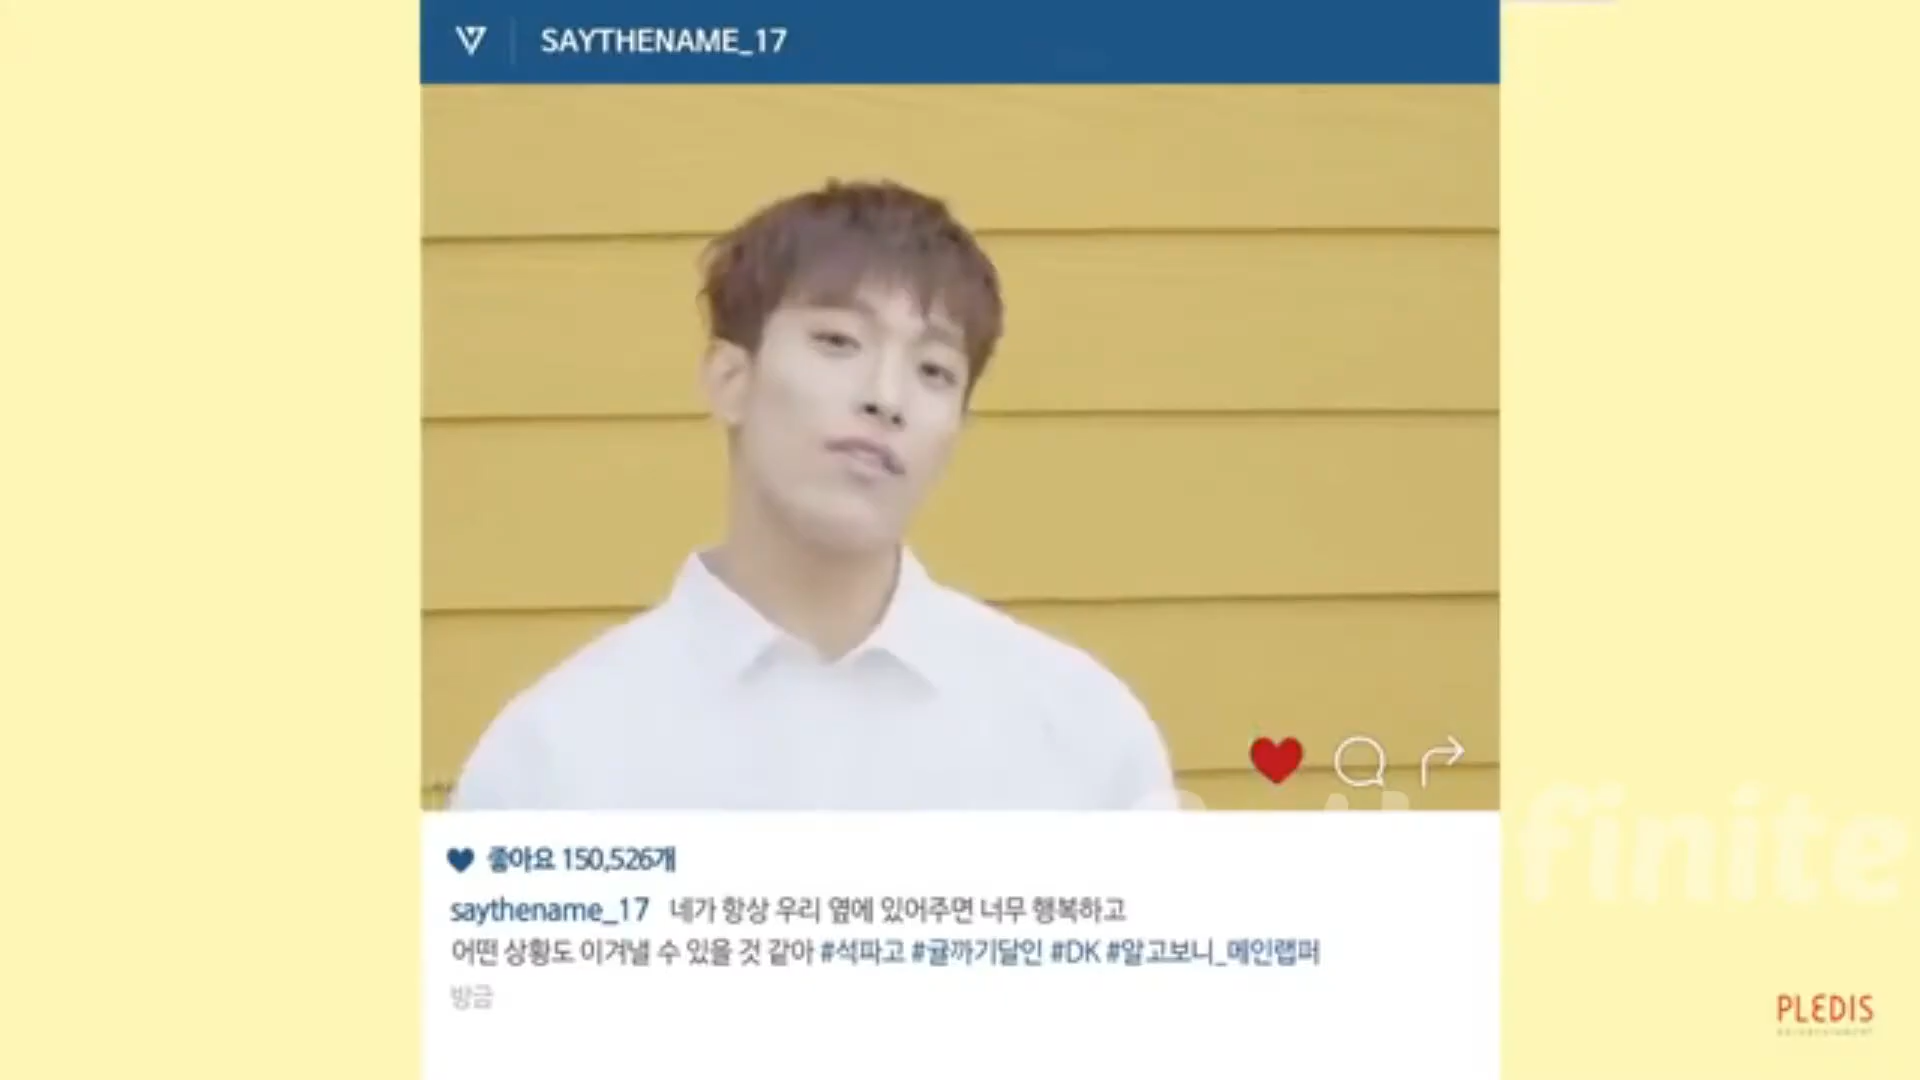 SAYTHENAME_17
좋아요 150,526개
saythename_17 네가 항상 우리 옆에 있어주면 너무 행복하고
어떤 상황도 이겨낼 수 있을 것 같아 #석파고 #귤까기달인 #DK #알고보니_메인랩퍼
방금
finite
PLEDIS
ENTERTAINMENT